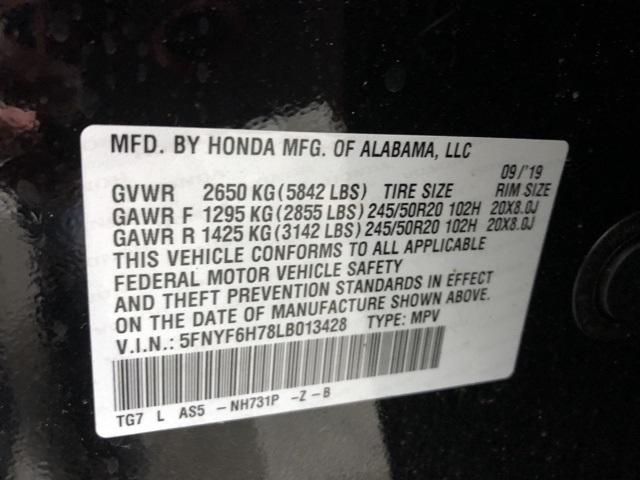 MFD. BY HONDA MFG. OF ALABAMA, LLC
09/'19
GVWR 2650 KG (5842 LBS) TIRE SIZE RIM SIZE
GAWR F 1295 KG (2855 LBS) 245/50R20 102H 20X8.0J
GAWR R 1425 KG (3142 LBS) 245/50R20 102H 20X8.0J
THIS VEHICLE CONFORMS TO ALL APPLICABLE
FEDERAL MOTOR VEHICLE SAFETY
AND THEFT PREVENTION STANDARDS IN EFFECT
ON THE DATE OF MANUFACTURE SHOWN ABOVE.
V.I.N.: 5FNYF6H78LB013428 TYPE: MPV
TG7 L AS5 -NH731P -Z-B